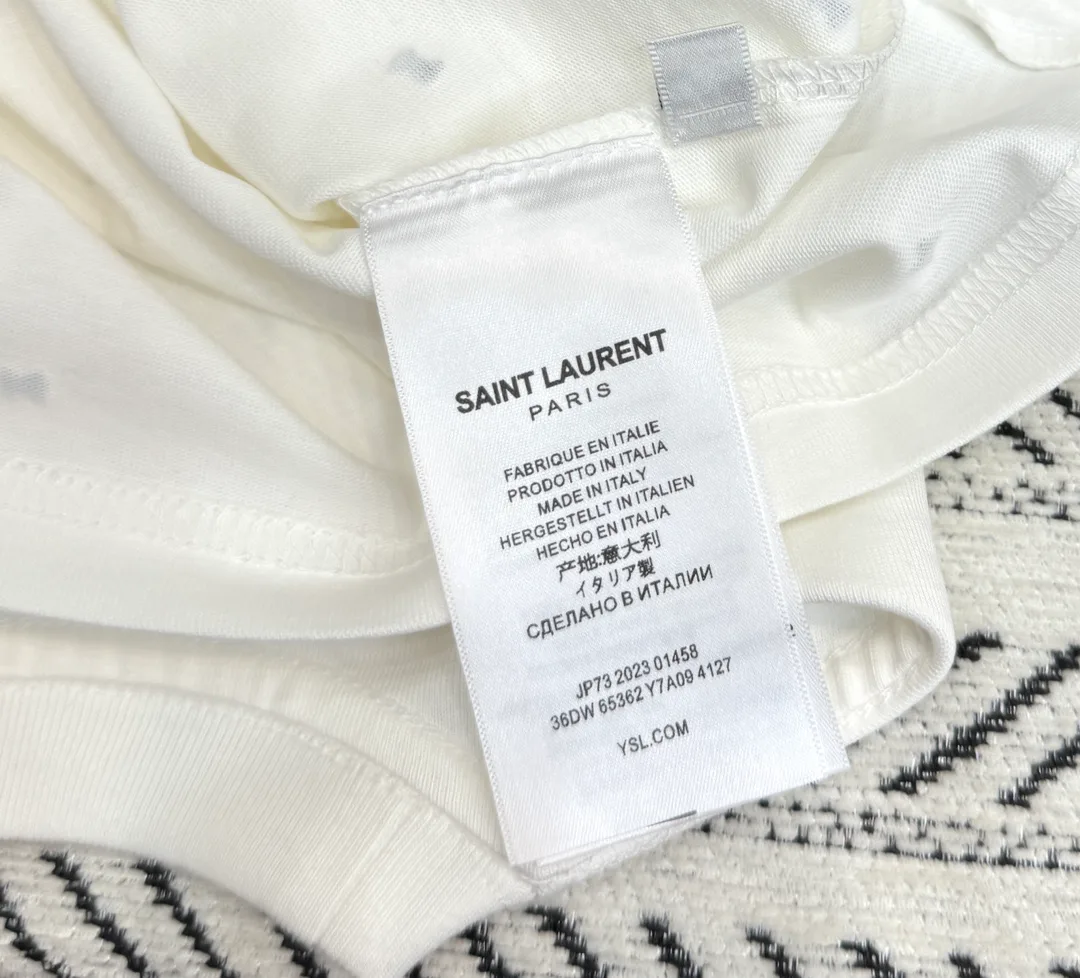 SAINT LAURENT
PARIS
FABRIQUE EN ITALIE
PRODOTTO IN ITALIA
MADE IN ITALY
HERGESTELLT IN ITALIEN
HECHO EN ITALIA
产地:意大利
イタリア製
СДЕЛАНО В ИТАЛИИ
JP73 2023 01458
36DW 65362 Y7A09 4127
YSL.COM